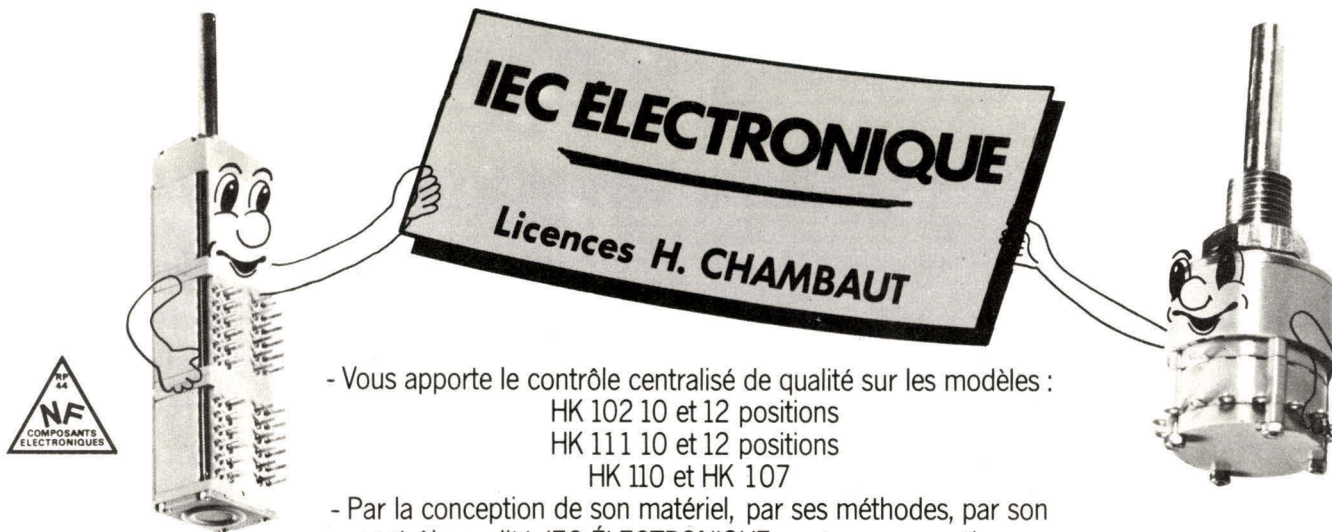 IEC ÉLECTRONIQUE
Licences H. CHAMBAUT
RP
44
NF
COMPOSANTS
ELECTRONIQUES
- Vous apporte le contrôle centralisé de qualité sur les modèles :
HK 102 10 et 12 positions
HK 111 10 et 12 positions
HK 110 et HK 107
- Par la conception de son matériel, par ses méthodes, par son